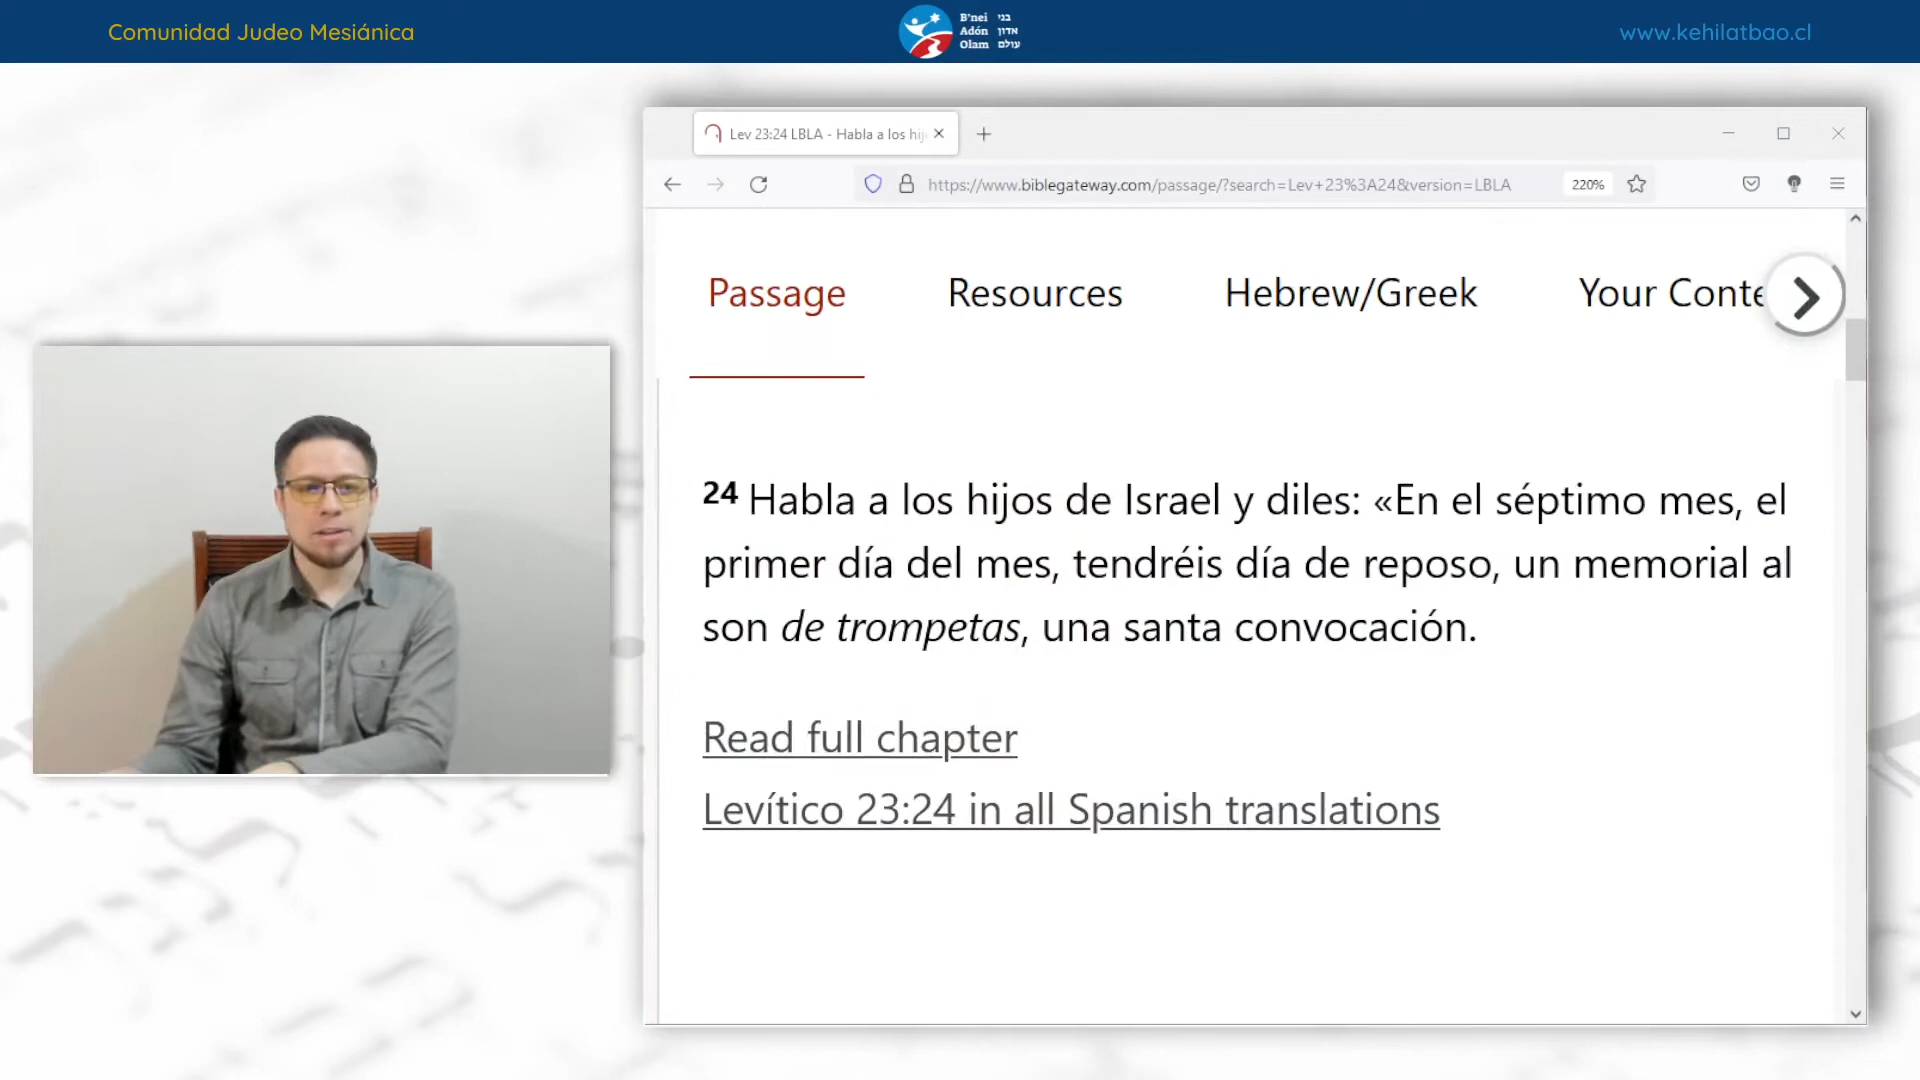 Comunidad Judeo Mesiánica
B'nei בני
Adón אדון
Olam עולם
www.kehilatbao.cl
Lev 23:24 LBLA - Habla a los hij
https://www.biblegateway.com/passage/?search=Lev+23%3A24&version=LBLA
220%
Passage Resources Hebrew/Greek Your Conte
24 Habla a los hijos de Israel y diles: «En el séptimo mes, el
primer día del mes, tendréis día de reposo, un memorial al
son de trompetas, una santa convocación.
Read full chapter
Levítico 23:24 in all Spanish translations